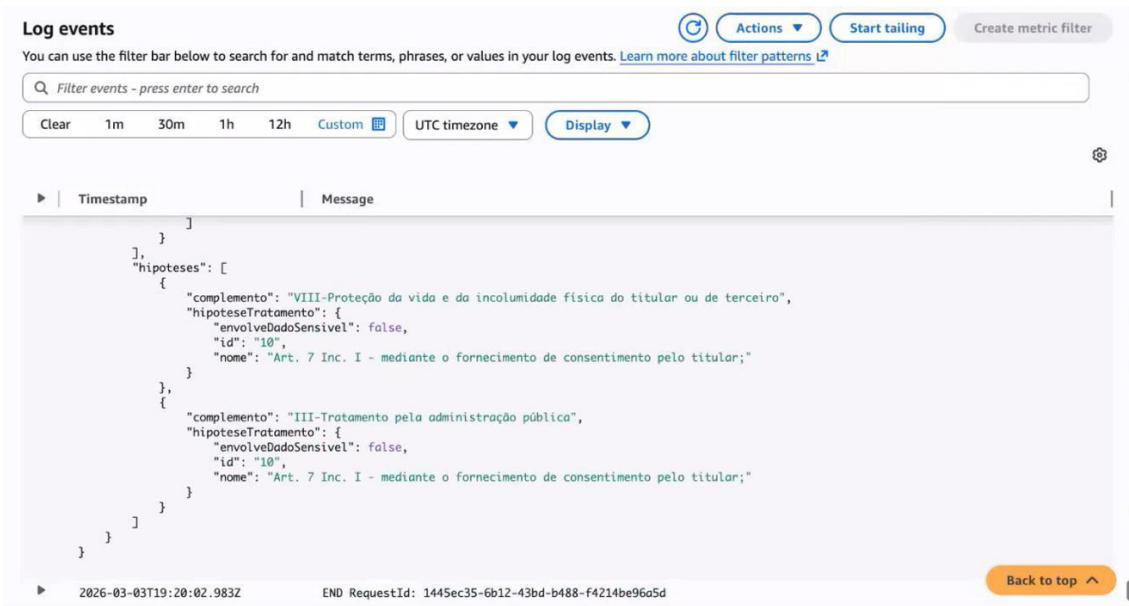 Log events
Actions ▼
Start tailing
Create metric filter
You can use the filter bar below to search for and match terms, phrases, or values in your log events. Learn more about filter patterns
Filter events - press enter to search
Clear 1m 30m 1h 12h Custom
UTC timezone ▼
Display ▼
Timestamp Message
]
}
],
"hipoteses": [
{
"complemento": "VIII-Proteção da vida e da incolumidade física do titular ou de terceiro",
"hipoteseTratamento": {
"envolveDadoSensivel": false,
"id": "10",
"nome": "Art. 7 Inc. I - mediante o fornecimento de consentimento pelo titular;"
}
},
{
"complemento": "III-Tratamento pela administração pública",
"hipoteseTratamento": {
"envolveDadoSensivel": false,
"id": "10",
"nome": "Art. 7 Inc. I - mediante o fornecimento de consentimento pelo titular;"
}
}
]
}
}
Back to top
2026-03-03T19:20:02.983Z END RequestId: 1445ec35-6b12-43bd-b488-f4214be96a5d